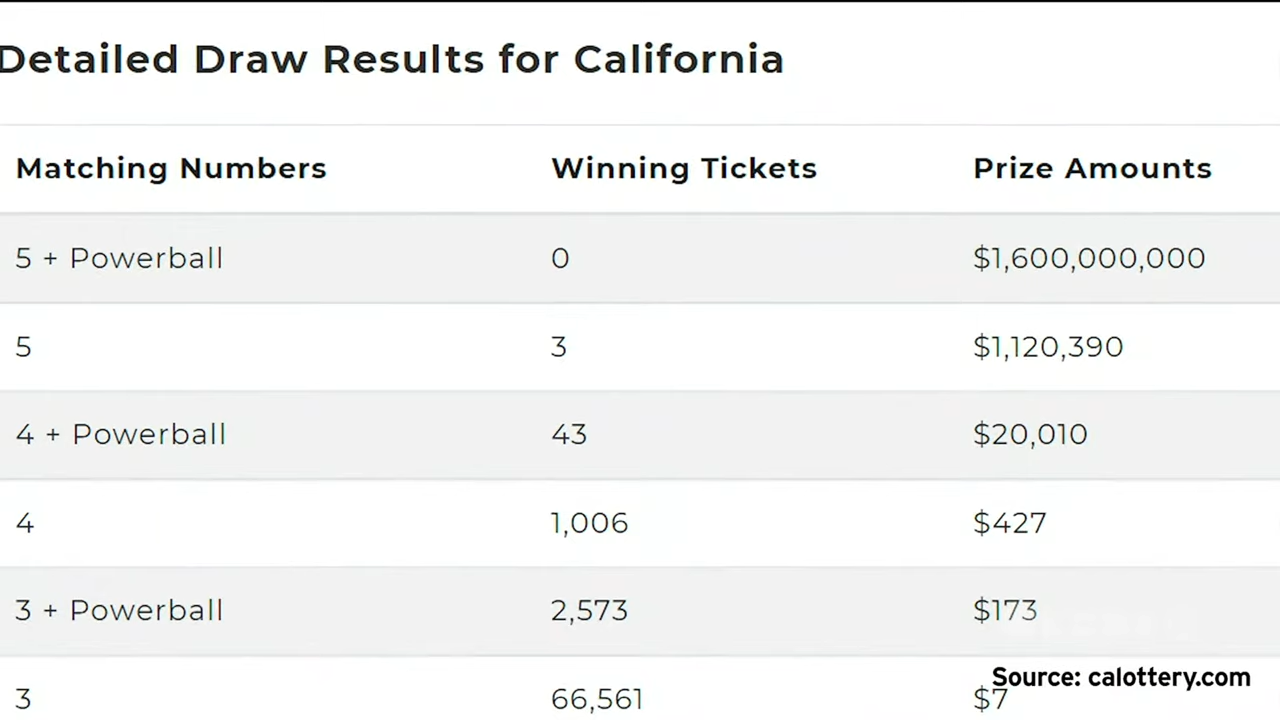 Detailed Draw Results for California
Matching Numbers Winning Tickets Prize Amounts
5 + Powerball 0 $1,600,000,000
5 3 $1,120,390
4 + Powerball 43 $20,010
4 1,006 $427
3 + Powerball 2,573 $173
3 66,561 $7
Source: calottery.com